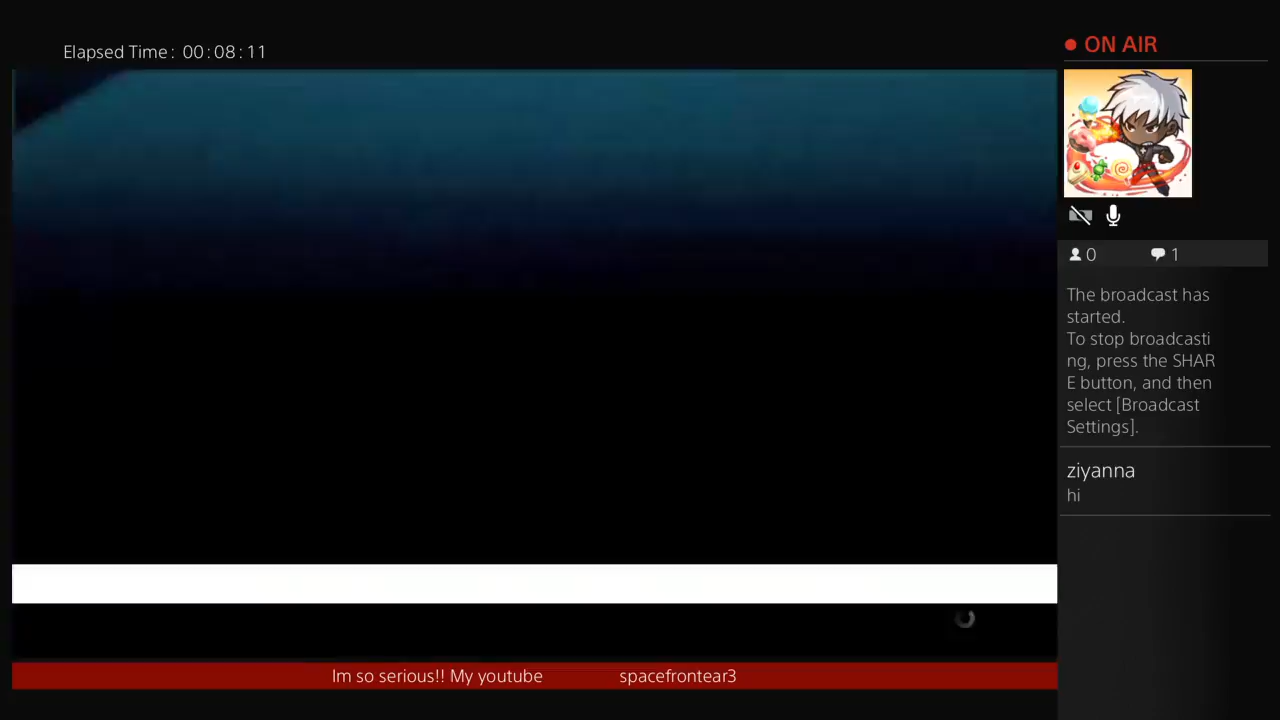 Elapsed Time: 00:08:11
ON AIR
0 1
The broadcast has
started.
To stop broadcasti
ng, press the SHAR
E button, and then
select [Broadcast
Settings].
ziyanna
hi
Im so serious!! My youtube spacefrontear3